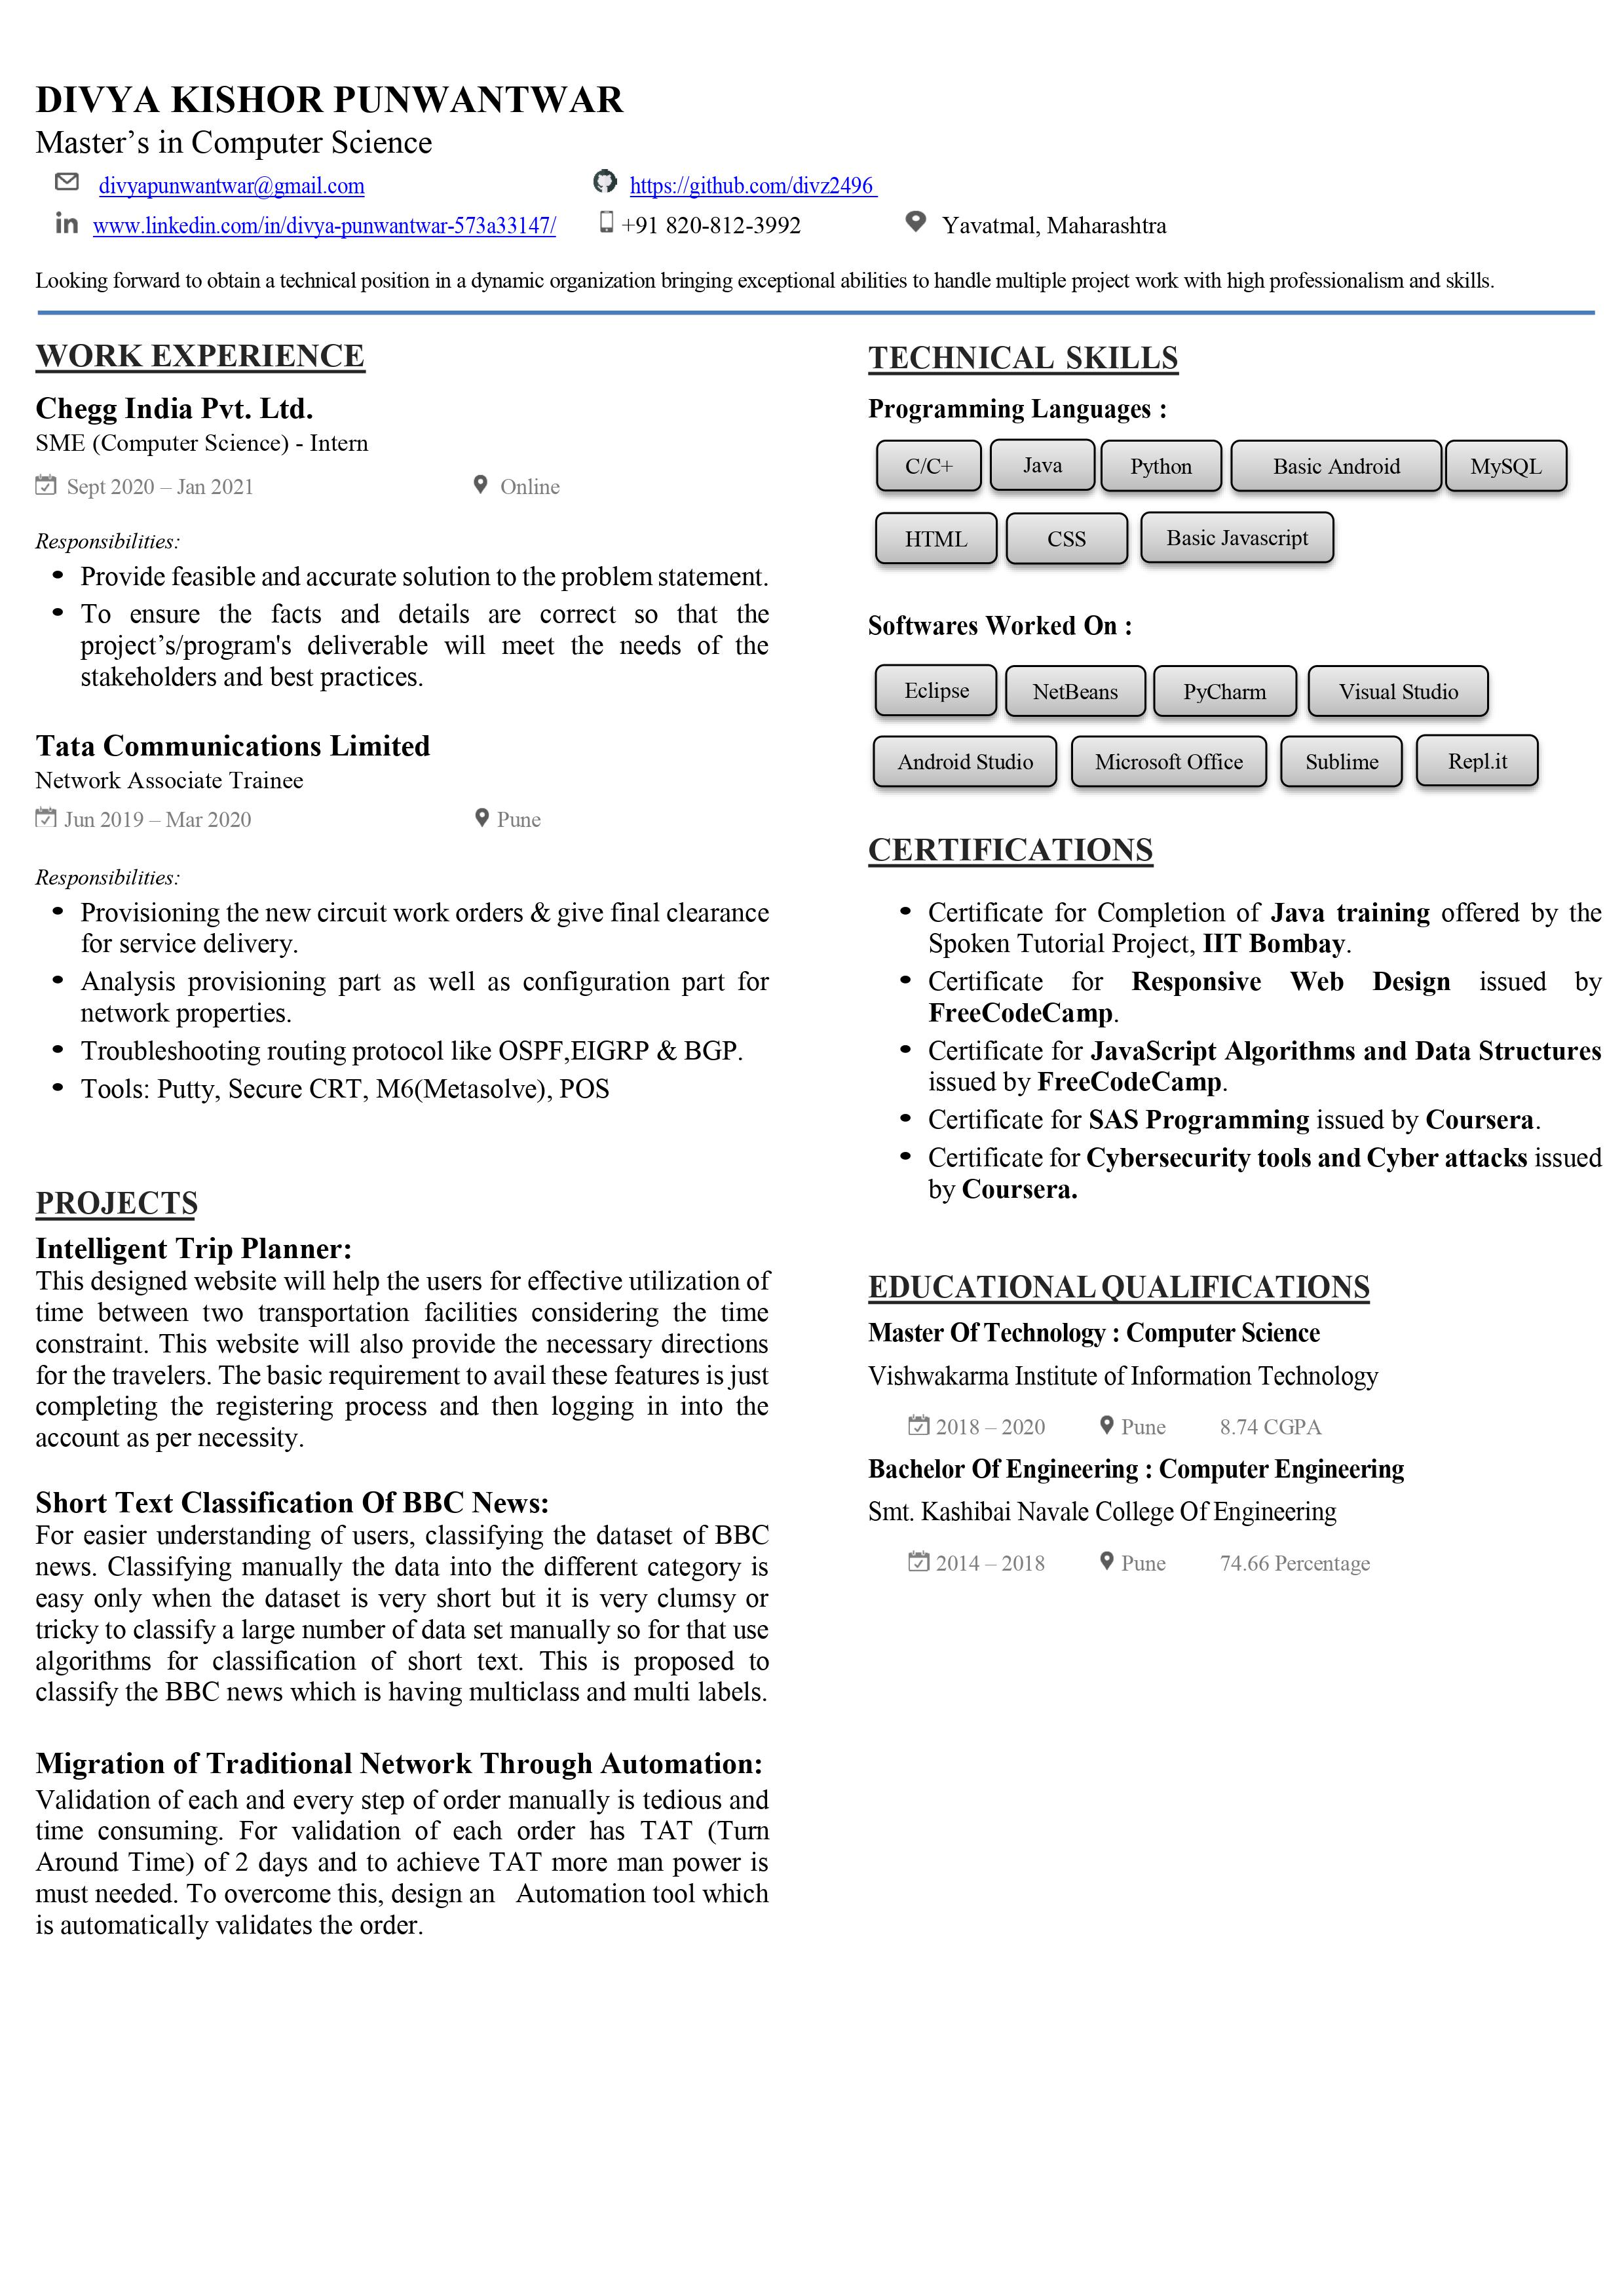 DIVYA KISHOR PUNWANTWAR
Master’s in Computer Science
divyapunwantwar@gmail.com https://github.com/divz2496
www.linkedin.com/in/divya-punwantwar-573a33147/ +91 820-812-3992 Yavatmal, Maharashtra
Looking forward to obtain a technical position in a dynamic organization bringing exceptional abilities to handle multiple project work with high professionalism and skills.
WORK EXPERIENCE
Chegg India Pvt. Ltd.
SME (Computer Science) - Intern
Sept 2020 – Jan 2021 Online
Responsibilities:
• Provide feasible and accurate solution to the problem statement.
• To ensure the facts and details are correct so that the
project’s/program's deliverable will meet the needs of the
stakeholders and best practices.
Tata Communications Limited
Network Associate Trainee
Jun 2019 – Mar 2020 Pune
Responsibilities:
• Provisioning the new circuit work orders & give final clearance
for service delivery.
• Analysis provisioning part as well as configuration part for
network properties.
• Troubleshooting routing protocol like OSPF,EIGRP & BGP.
• Tools: Putty, Secure CRT, M6(Metasolve), POS
PROJECTS
Intelligent Trip Planner:
This designed website will help the users for effective utilization of
time between two transportation facilities considering the time
constraint. This website will also provide the necessary directions
for the travelers. The basic requirement to avail these features is just
completing the registering process and then logging in into the
account as per necessity.
Short Text Classification Of BBC News:
For easier understanding of users, classifying the dataset of BBC
news. Classifying manually the data into the different category is
easy only when the dataset is very short but it is very clumsy or
tricky to classify a large number of data set manually so for that use
algorithms for classification of short text. This is proposed to
classify the BBC news which is having multiclass and multi labels.
Migration of Traditional Network Through Automation:
Validation of each and every step of order manually is tedious and
time consuming. For validation of each order has TAT (Turn
Around Time) of 2 days and to achieve TAT more man power is
must needed. To overcome this, design an Automation tool which
is automatically validates the order.
TECHNICAL SKILLS
Programming Languages :
C/C+ Java Python Basic Android MySQL
HTML CSS Basic Javascript
Softwares Worked On :
Eclipse NetBeans PyCharm Visual Studio
Android Studio Microsoft Office Sublime Repl.it
CERTIFICATIONS
• Certificate for Completion of Java training offered by the
Spoken Tutorial Project, IIT Bombay.
• Certificate for Responsive Web Design issued by
FreeCodeCamp.
• Certificate for JavaScript Algorithms and Data Structures
issued by FreeCodeCamp.
• Certificate for SAS Programming issued by Coursera.
• Certificate for Cybersecurity tools and Cyber attacks issued
by Coursera.
EDUCATIONAL QUALIFICATIONS
Master Of Technology : Computer Science
Vishwakarma Institute of Information Technology
2018 – 2020 Pune 8.74 CGPA
Bachelor Of Engineering : Computer Engineering
Smt. Kashibai Navale College Of Engineering
2014 – 2018 Pune 74.66 Percentage